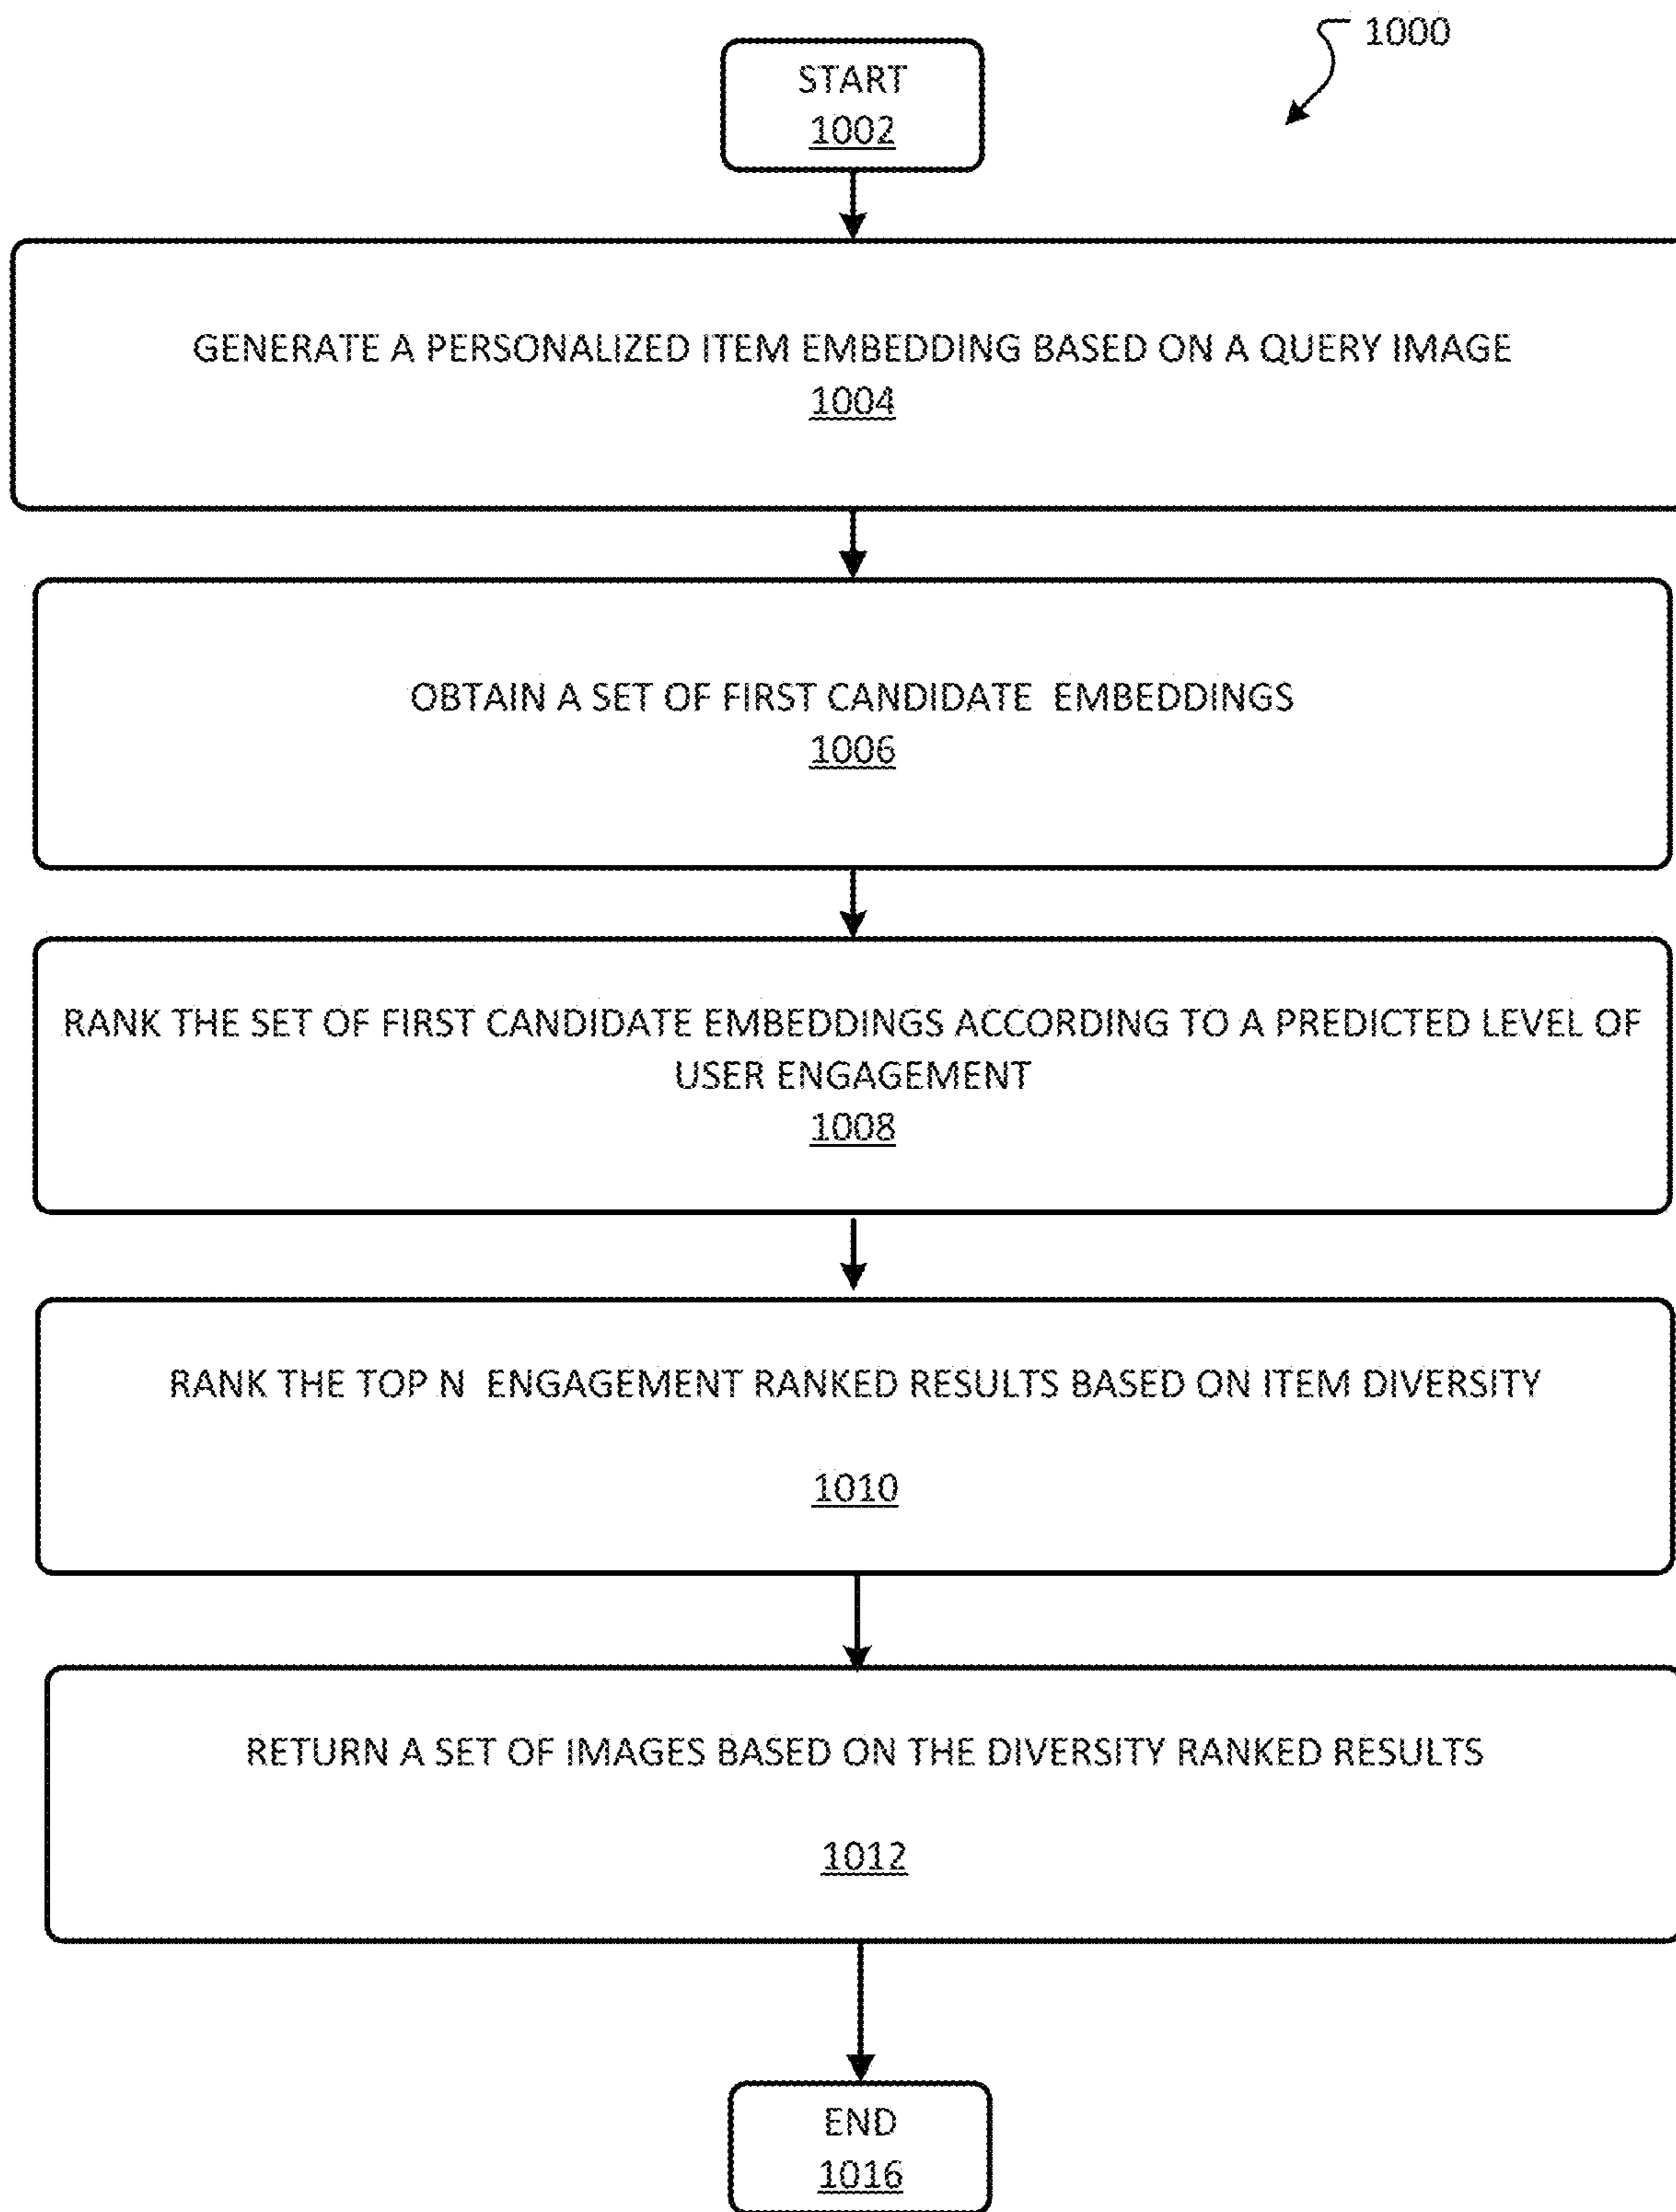 1000
START
1002
GENERATE A PERSONALIZED ITEM EMBEDDING BASED ON A QUERY IMAGE
1004
OBTAIN A SET OF FIRST CANDIDATE EMBEDDINGS
1006
RANK THE SET OF FIRST CANDIDATE EMBEDDINGS ACCORDING TO A PREDICTED LEVEL OF
USER ENGAGEMENT
1008
RANK THE TOP N ENGAGEMENT RANKED RESULTS BASED ON ITEM DIVERSITY
1010
RETURN A SET OF IMAGES BASED ON THE DIVERSITY RANKED RESULTS
1012
END
1016